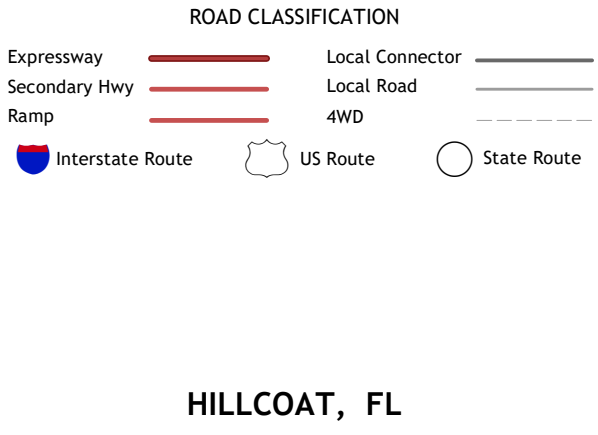 ROAD CLASSIFICATION
Expressway
Secondary Hwy
Ramp
Local Connector
Local Road
4WD
Interstate Route
US Route
State Route
HILLCOAT, FL